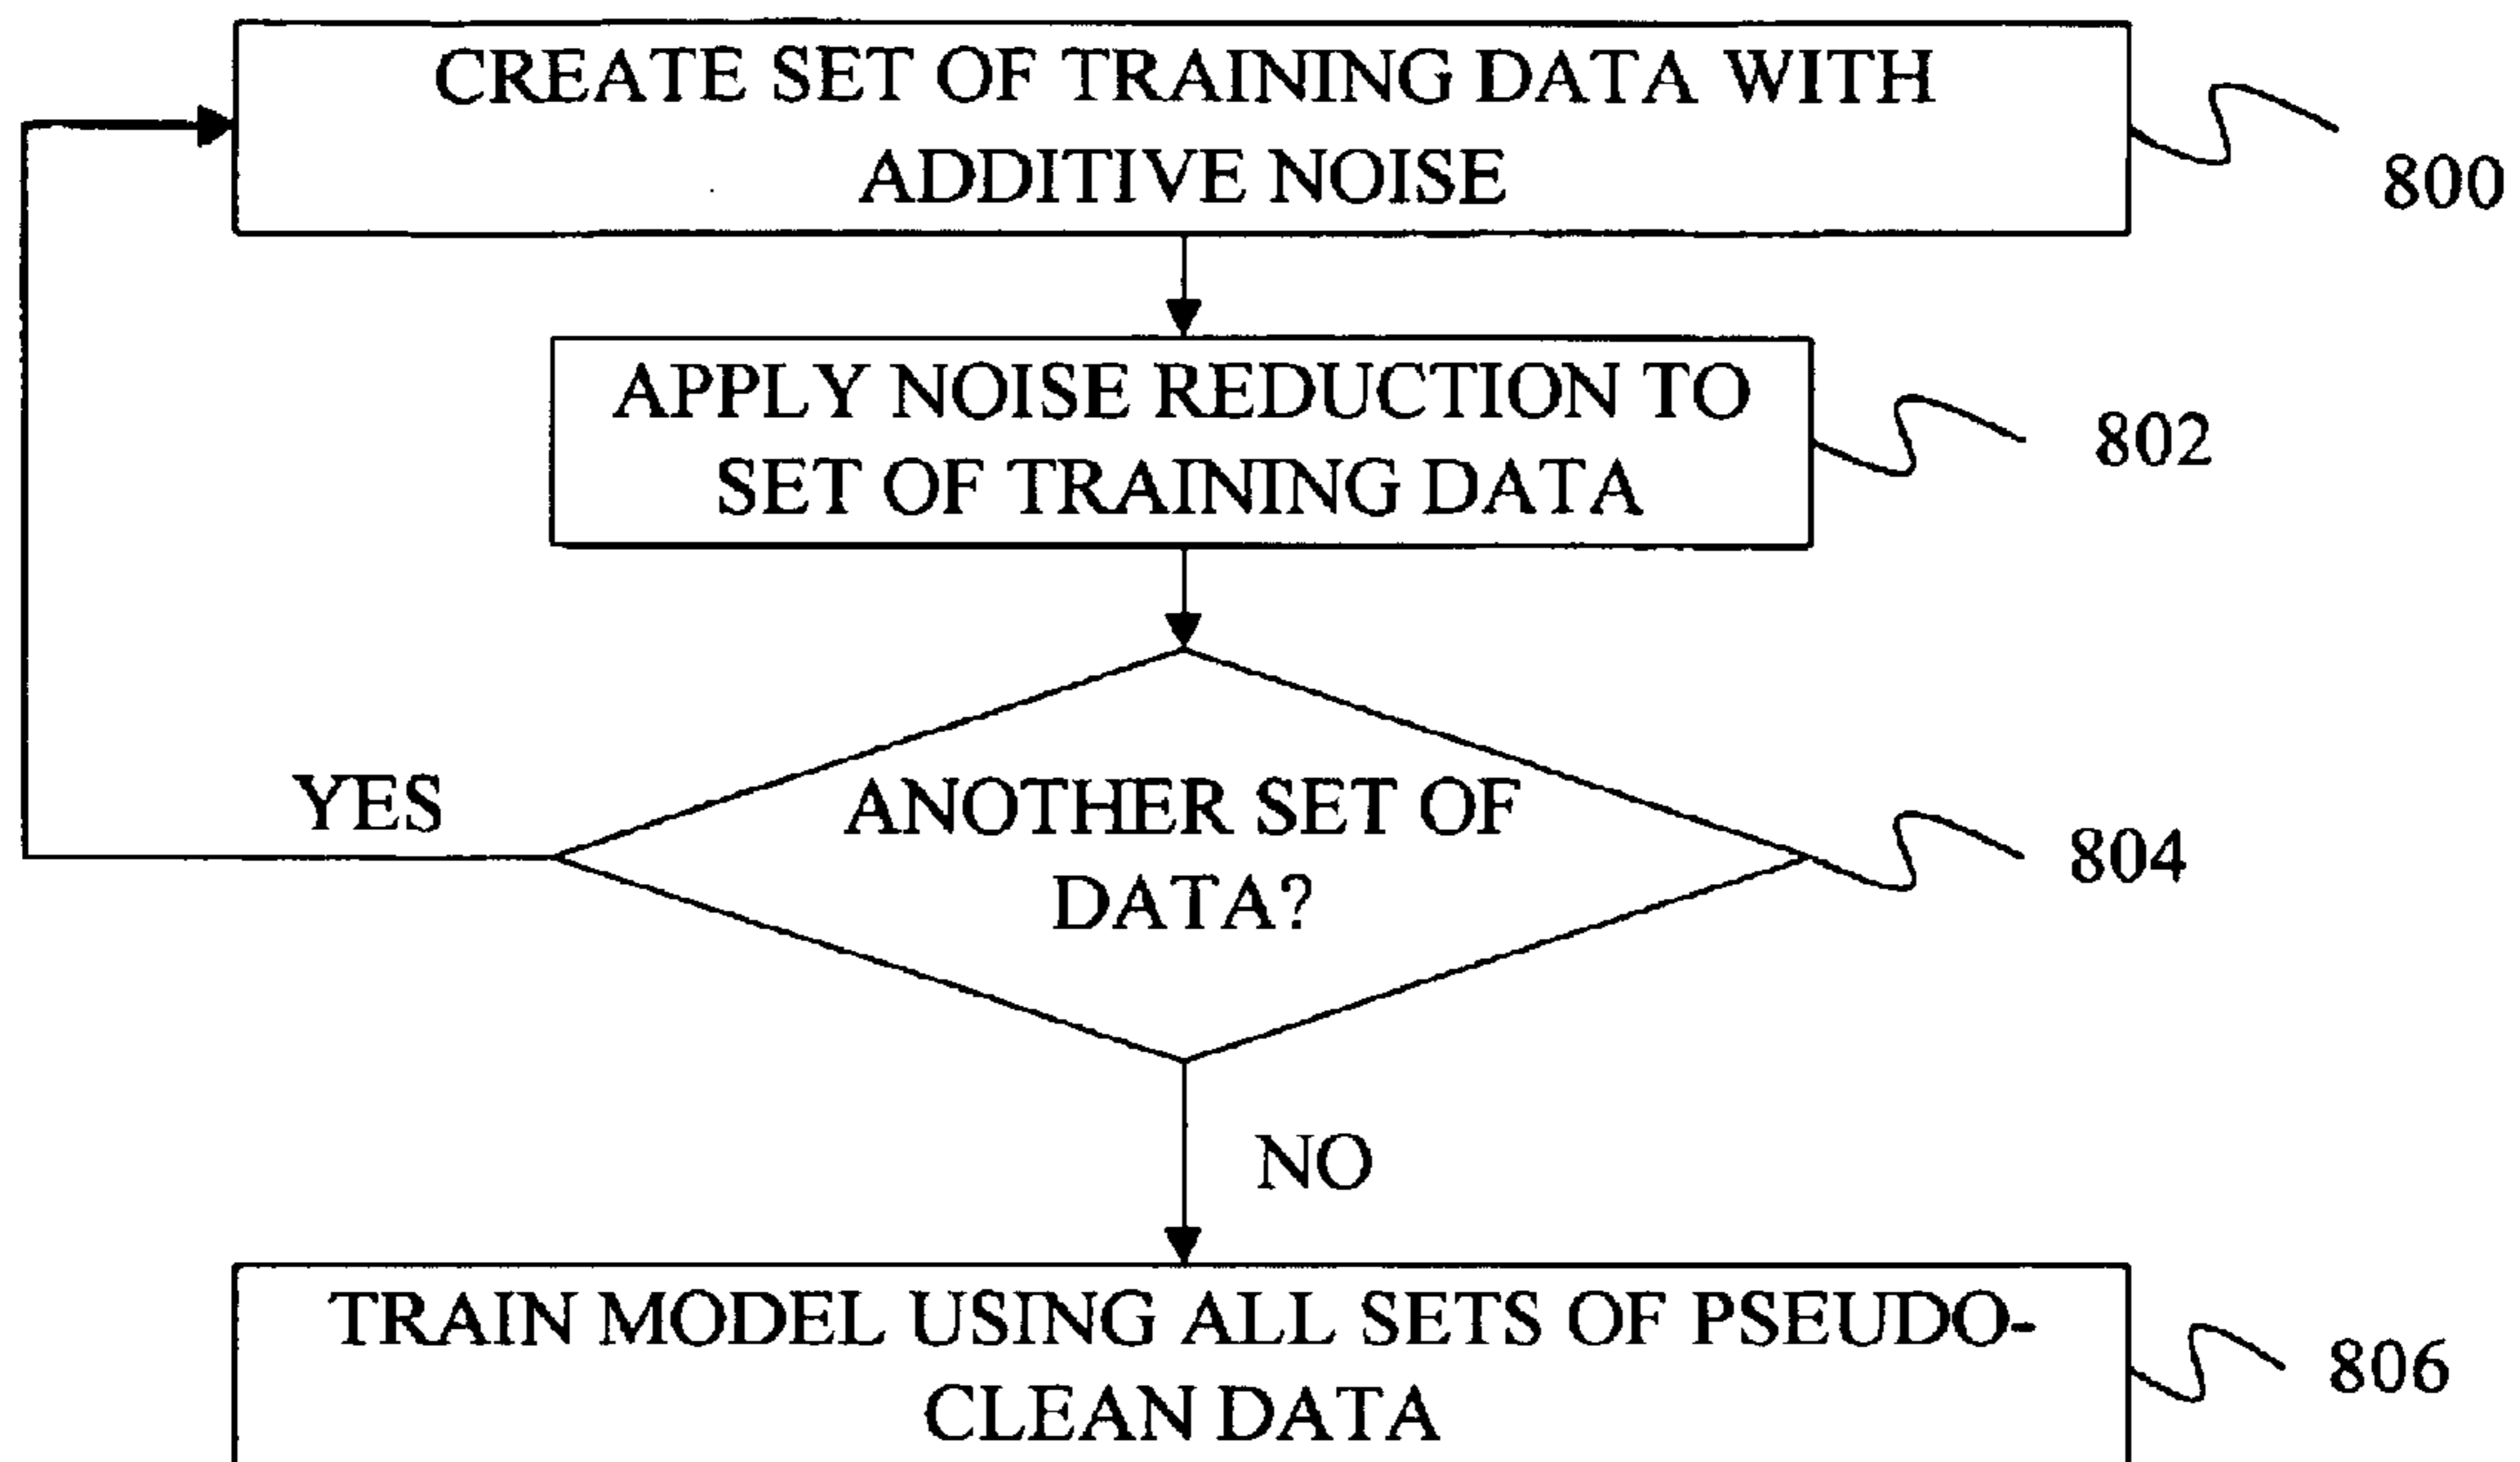 CREATE SET OF TRAINING DATA WITH
ADDITIVE NOISE
800
APPLY NOISE REDUCTION TO
SET OF TRAINING DATA
802
YES
ANOTHER SET OF
DATA?
804
NO
TRAIN MODEL USING ALL SETS OF PSEUDO-
CLEAN DATA
806